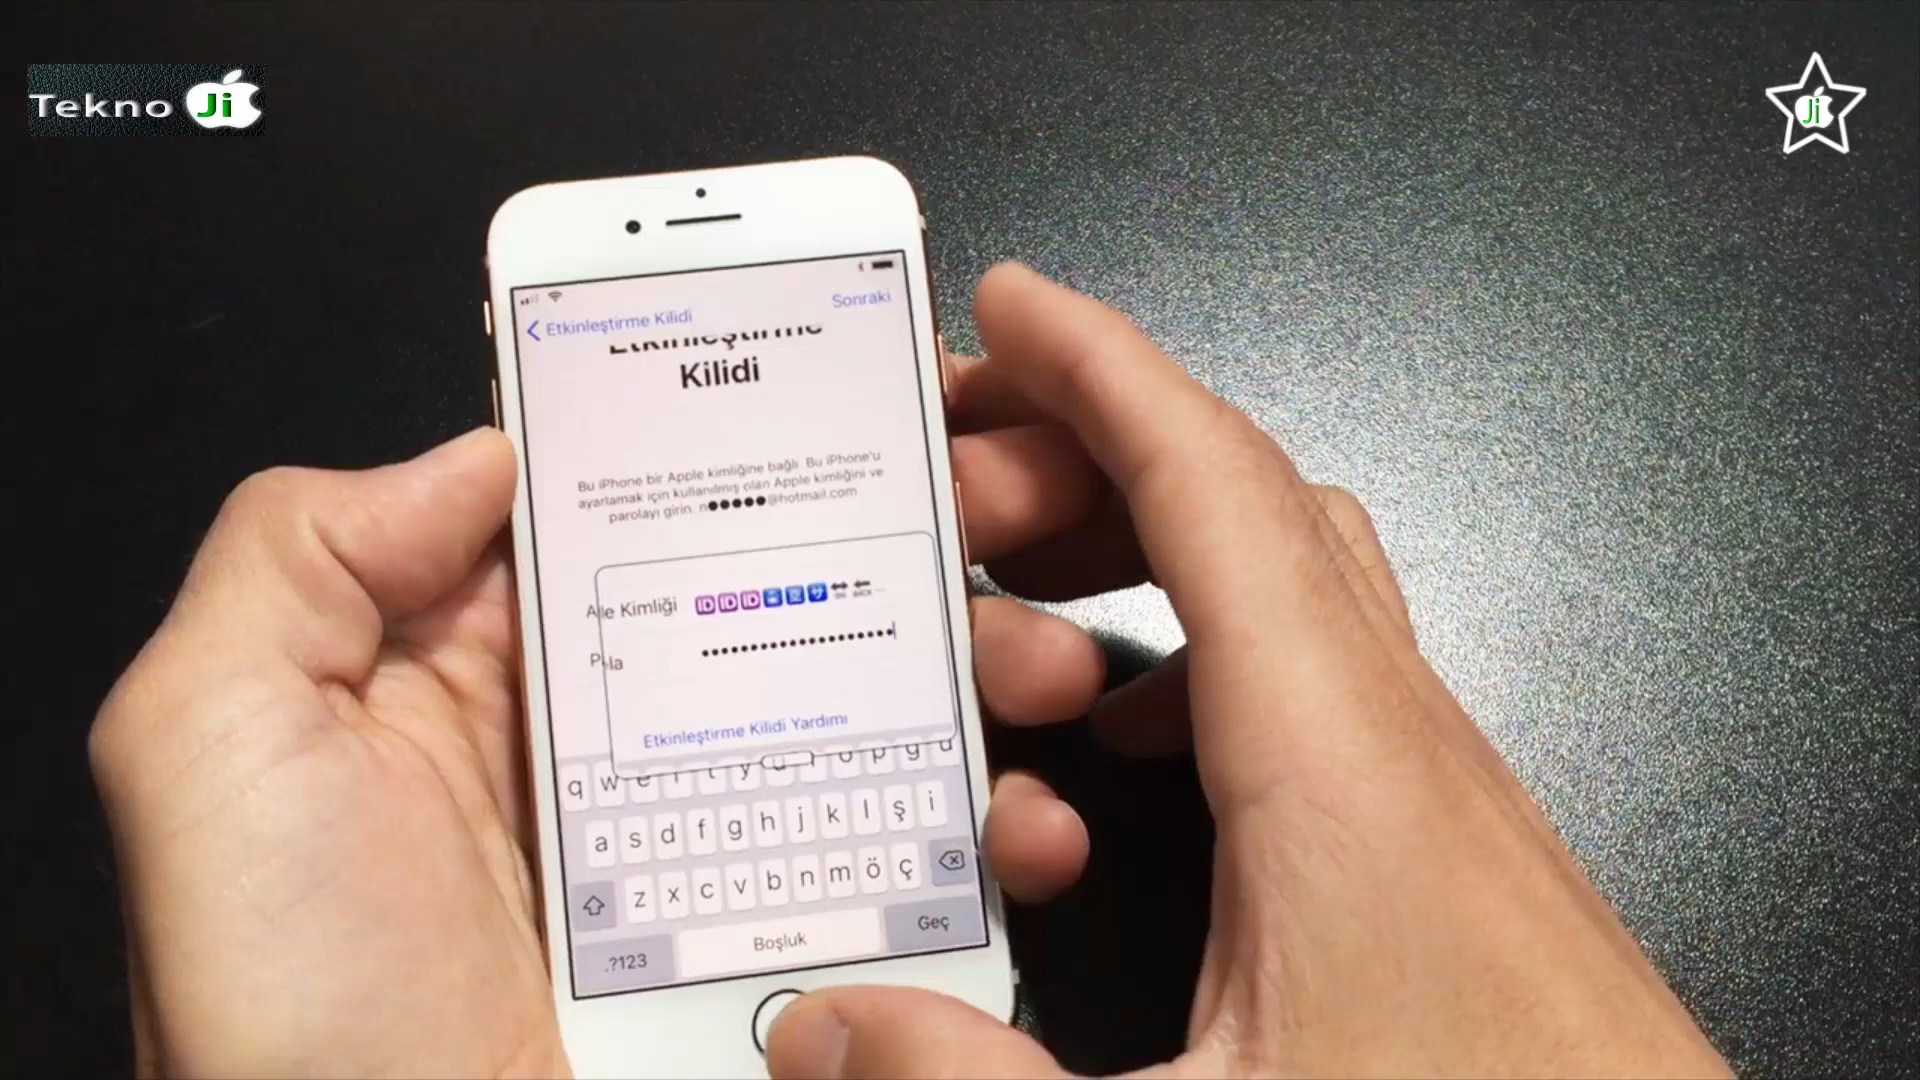 Tekno Ji
Ji
Etkinleştirme Kilidi
Sonraki
Etkinleştirme
Kilidi
Bu iPhone bir Apple kimliğine bağlı. Bu iPhone'u
ayarlamak için kullanılmış olan Apple kimliğini ve
parolayı girin. n●●●●●@hotmail.com
Kimliği
Etkinleştirme Kilidi Yardımı
q w e r t y u ı o p ğ ü
a s d f g h j k l ş i
z x c v b n m ö ç
.?123
Boşluk
Geç